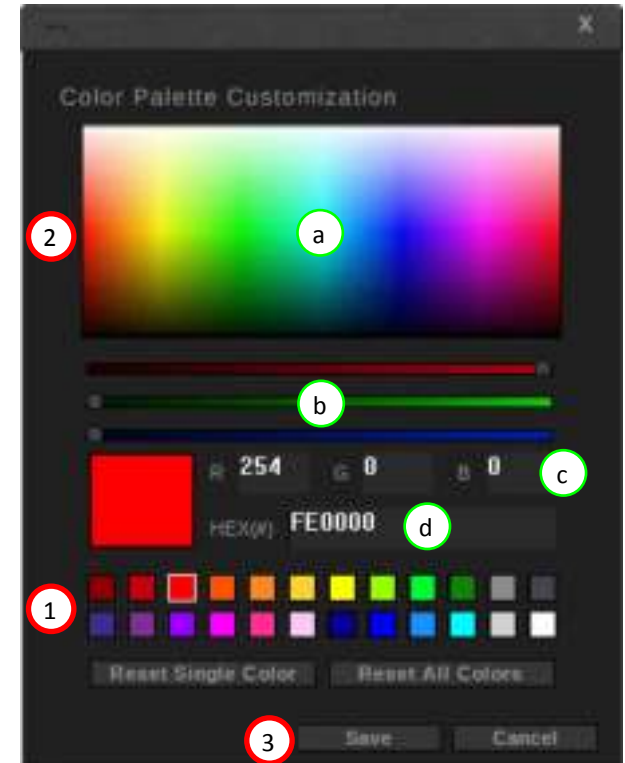 X
Color Palette Customization
2
a
b
R 254 G 0 B 0 c
HEX(#) FE0000 d
1
Reset Single Color Reset All Colors
3 Save Cancel